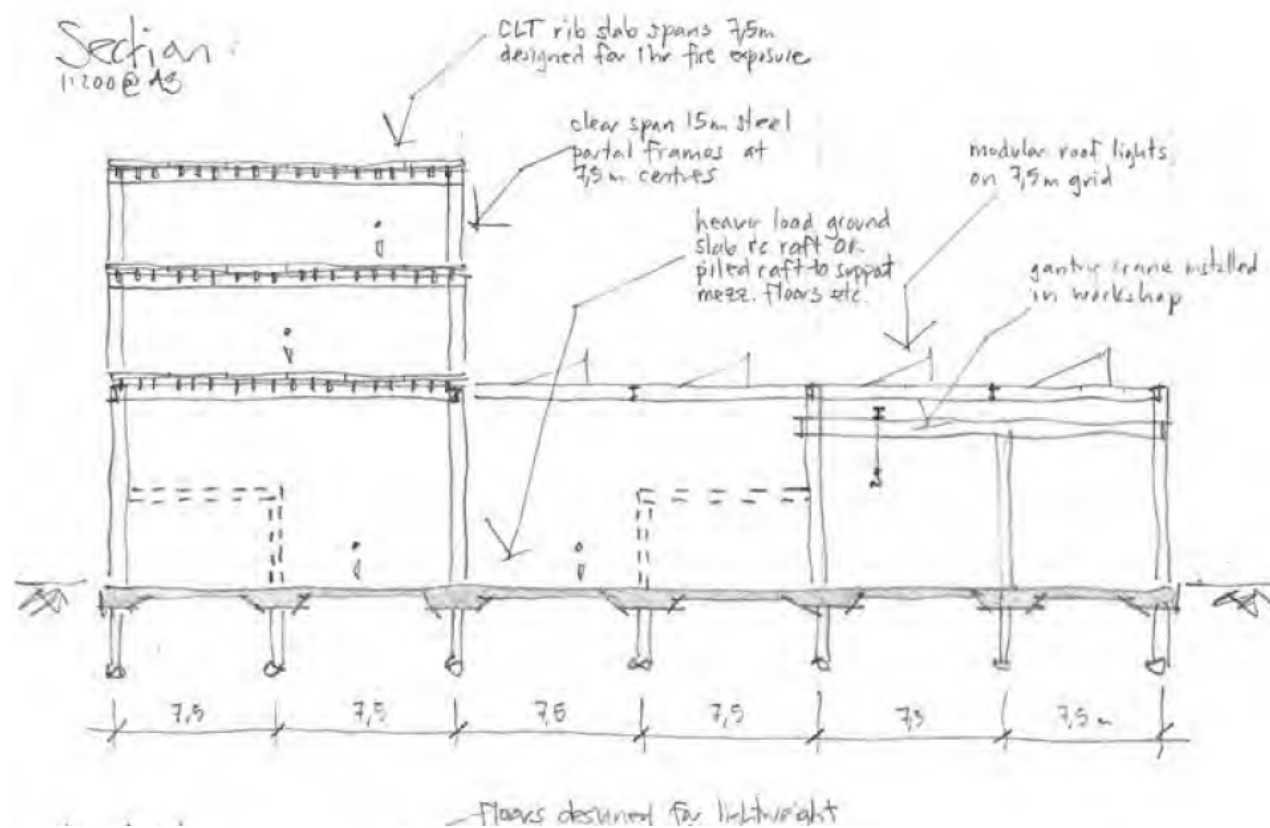 Section:
1:200 @ A3
CLT rib slab spans 7,5m
designed for 1hr fire exposure
clear span 15m steel
portal frames at
7,5m centres
modular roof lights
on 7,5m grid
heavy load ground
slab rc raft or
piled raft to support
mezz. floors etc.
gantry crane installed
in workshop
7,5 7,5 7,5 7,5 7,5 7,5 m
floors designed for lightweight